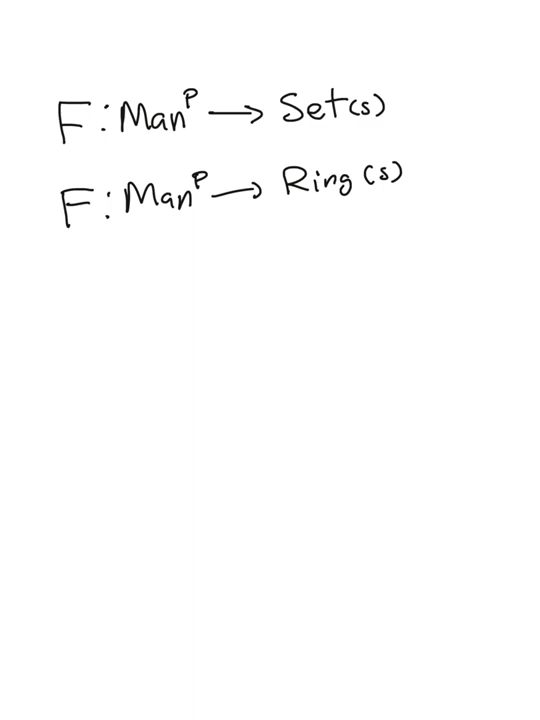 F : Man^p → Set(s)
F : Man^p → Ring(s)